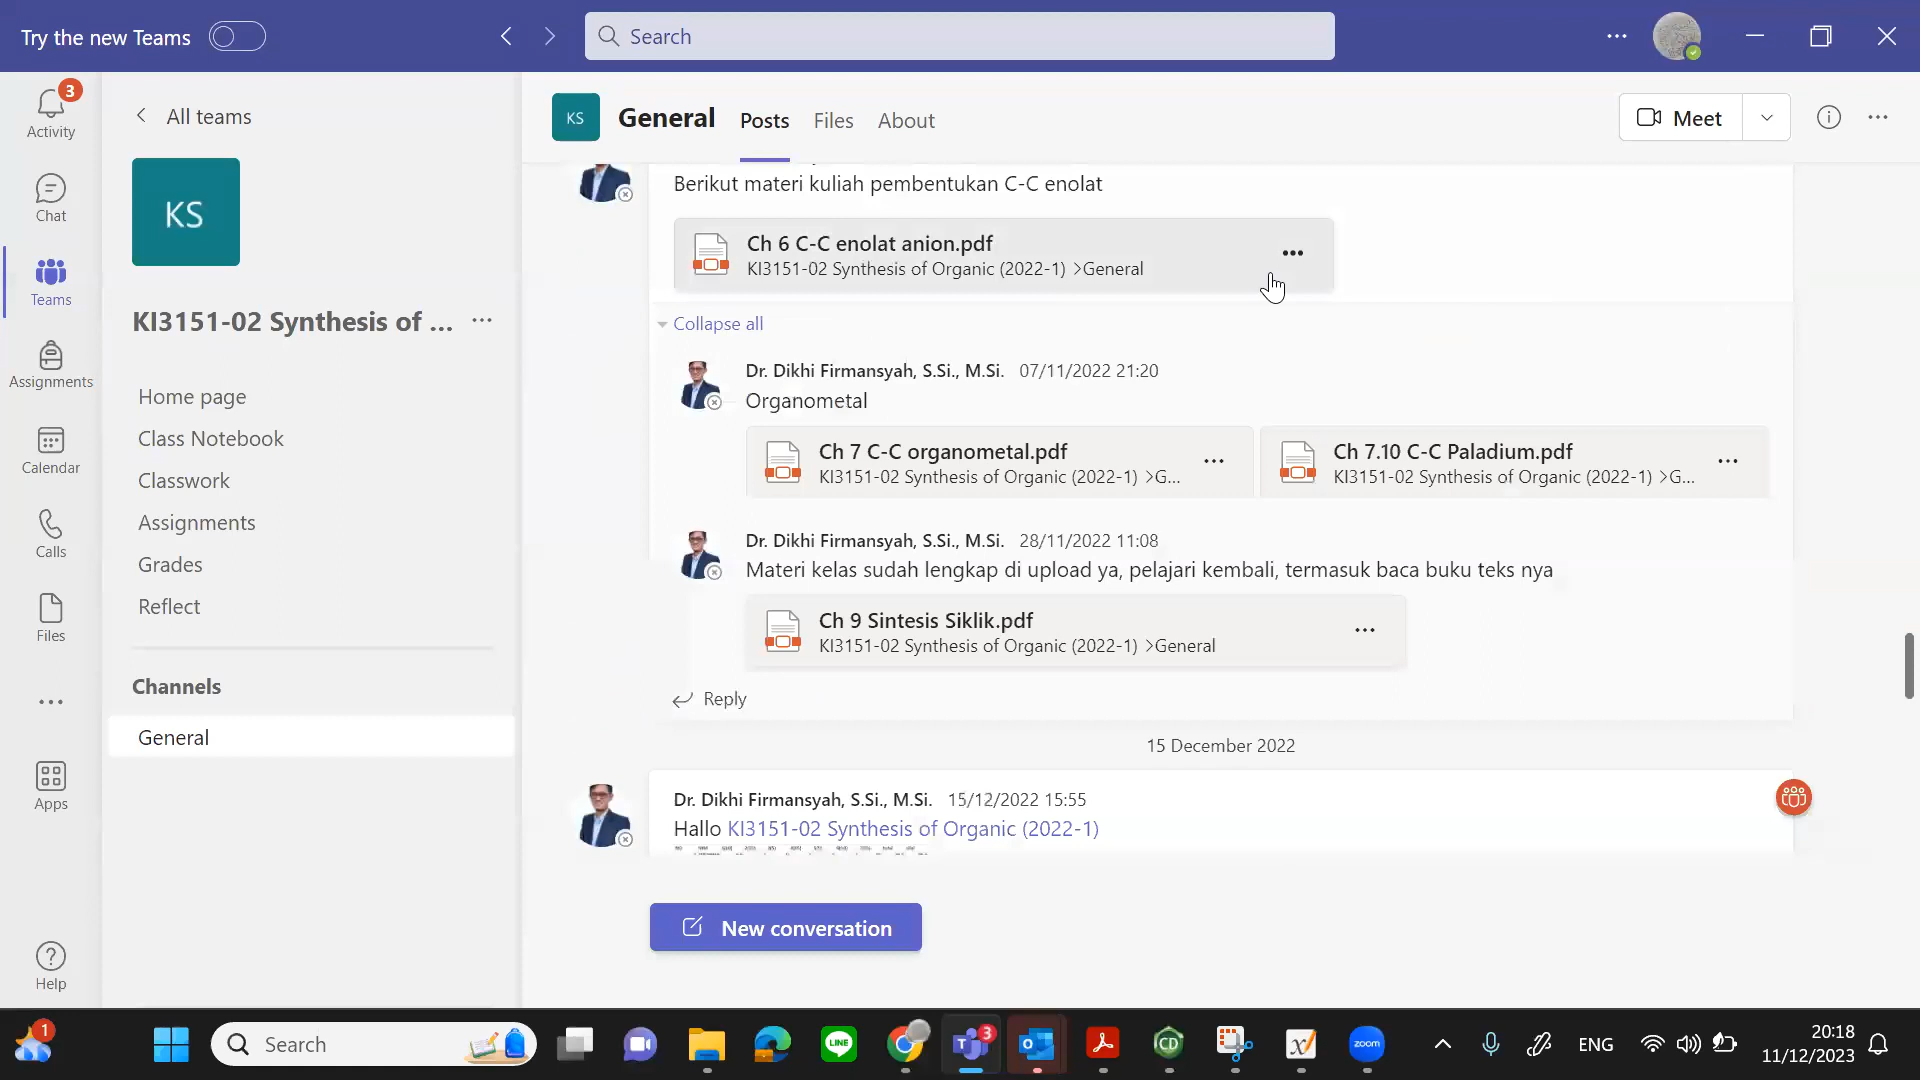 Try the new Teams
Search
3
Activity
Chat
Teams
Assignments
Calendar
Calls
Files
Apps
Help
All teams
KS
KI3151-02 Synthesis of ...
Home page
Class Notebook
Classwork
Assignments
Grades
Reflect
Channels
General
KS
General
Posts
Files
About
Meet
Berikut materi kuliah pembentukan C-C enolat
Ch 6 C-C enolat anion.pdf
KI3151-02 Synthesis of Organic (2022-1) >General
Collapse all
Dr. Dikhi Firmansyah, S.Si., M.Si. 07/11/2022 21:20
Organometal
Ch 7 C-C organometal.pdf
KI3151-02 Synthesis of Organic (2022-1) >G...
Ch 7.10 C-C Paladium.pdf
KI3151-02 Synthesis of Organic (2022-1) >G...
Dr. Dikhi Firmansyah, S.Si., M.Si. 28/11/2022 11:08
Materi kelas sudah lengkap di upload ya, pelajari kembali, termasuk baca buku teks nya
Ch 9 Sintesis Siklik.pdf
KI3151-02 Synthesis of Organic (2022-1) >General
Reply
15 December 2022
Dr. Dikhi Firmansyah, S.Si., M.Si. 15/12/2022 15:55
Hallo KI3151-02 Synthesis of Organic (2022-1)
New conversation
1
Search
LINE
T
3
CD
zoom
ENG
20:18
11/12/2023